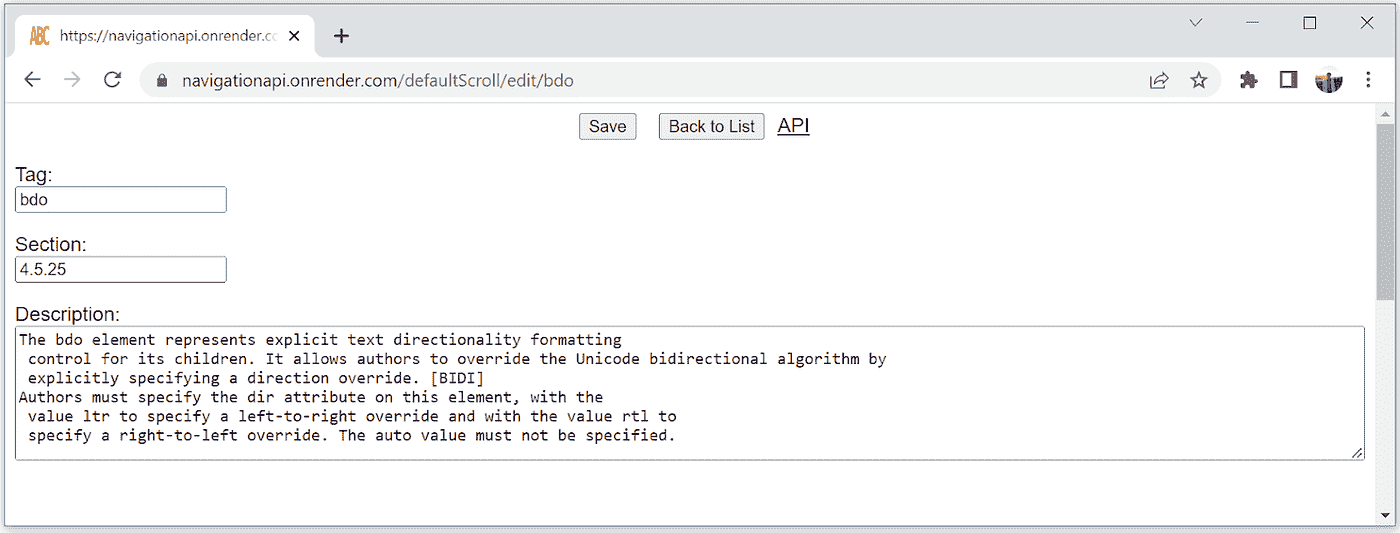 ABC https://navigationapi.onrender.cc
navigationapi.onrender.com/defaultScroll/edit/bdo
Save Back to List API
Tag:
bdo
Section:
4.5.25
Description:
The bdo element represents explicit text directionality formatting
control for its children. It allows authors to override the Unicode bidirectional algorithm by
explicitly specifying a direction override. [BIDI]
Authors must specify the dir attribute on this element, with the
value ltr to specify a left-to-right override and with the value rtl to
specify a right-to-left override. The auto value must not be specified.